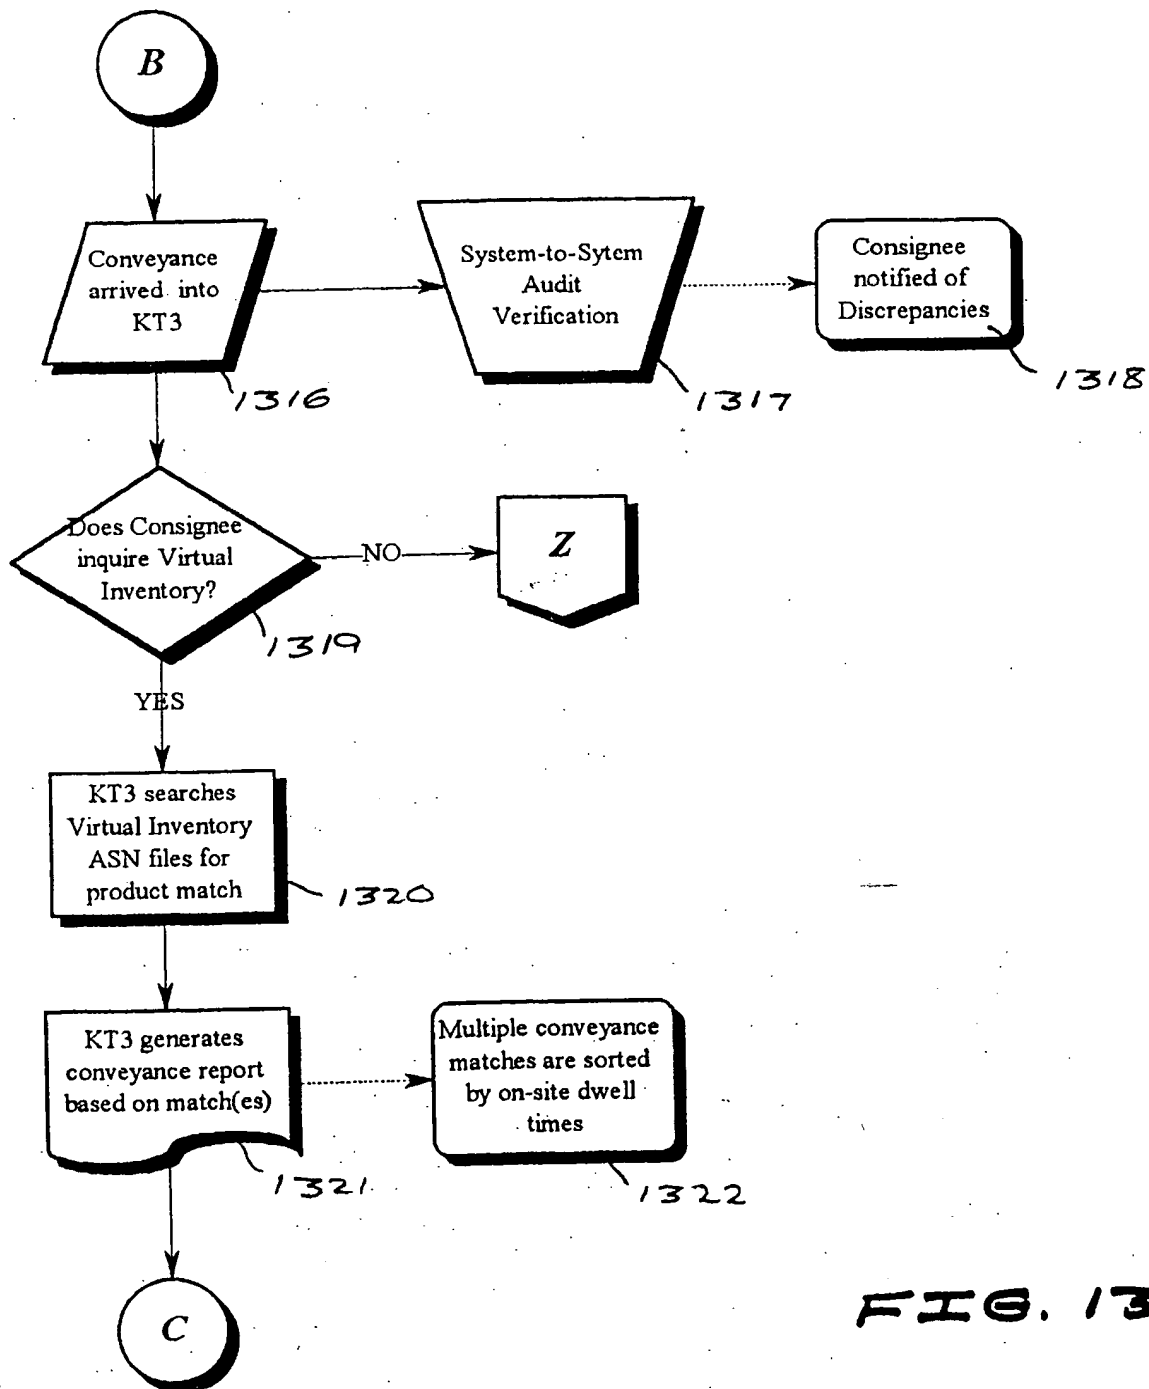 B
Conveyance
arrived into
KT3
1316
System-to-Sytem
Audit
Verification
1317
Consignee
notified of
Discrepancies
1318
Does Consignee
inquire Virtual
Inventory?
1319
NO
Z
YES
KT3 searches
Virtual Inventory
ASN files for
product match
1320
KT3 generates
conveyance report
based on match(es)
1321
Multiple conveyance
matches are sorted
by on-site dwell
times
1322
C
FIG. 13